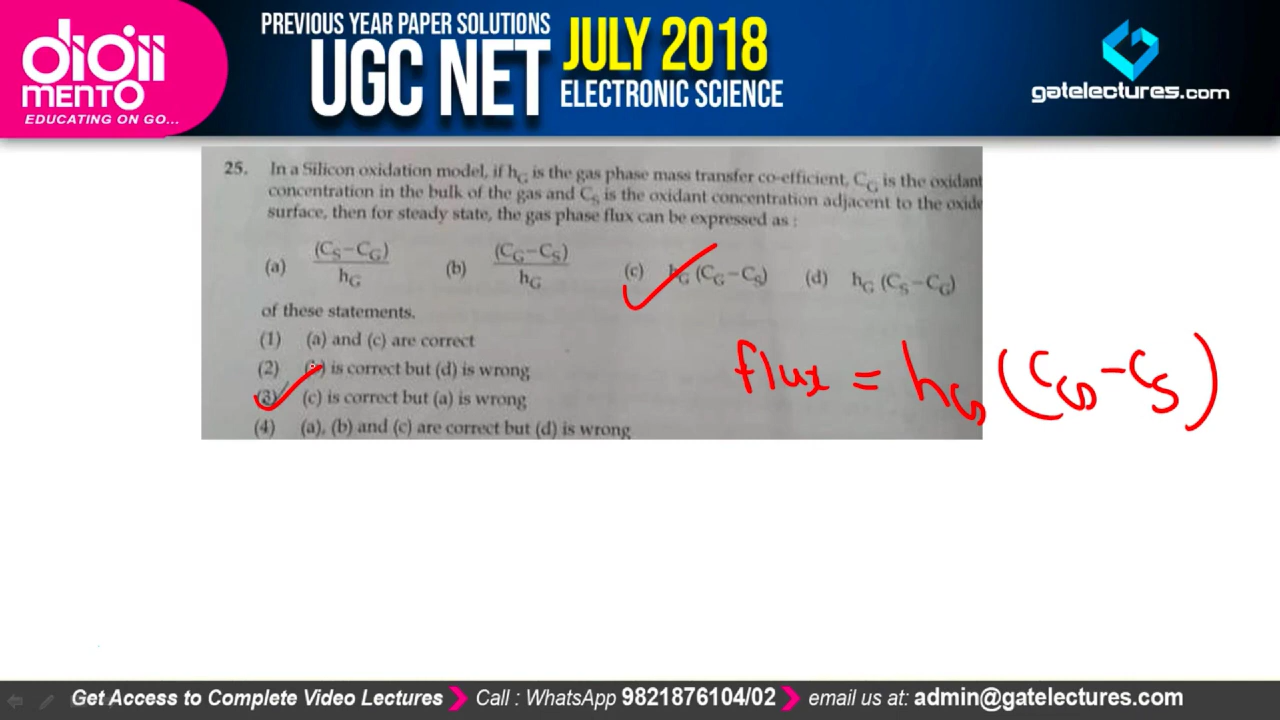 digii
mento
EDUCATING ON GO...
PREVIOUS YEAR PAPER SOLUTIONS
UGC NET
JULY 2018
ELECTRONIC SCIENCE
gatelectures.com
25. In a Silicon oxidation model, if h_G is the gas phase mass transfer co-efficient, C_G is the oxidant
concentration in the bulk of the gas and C_S is the oxidant concentration adjacent to the oxide
surface, then for steady state, the gas phase flux can be expressed as :
(a) (C_S−C_G)/h_G (b) (C_G−C_S)/h_G (c) h_G (C_G−C_S) (d) h_G (C_S−C_G)
of these statements.
(1) (a) and (c) are correct
(2) is correct but (d) is wrong
(3) (c) is correct but (a) is wrong
(4) (a), (b) and (c) are correct but (d) is wrong
flux = h_G (C_G − C_S)
Get Access to Complete Video Lectures Call : WhatsApp 9821876104/02 email us at: admin@gatelectures.com